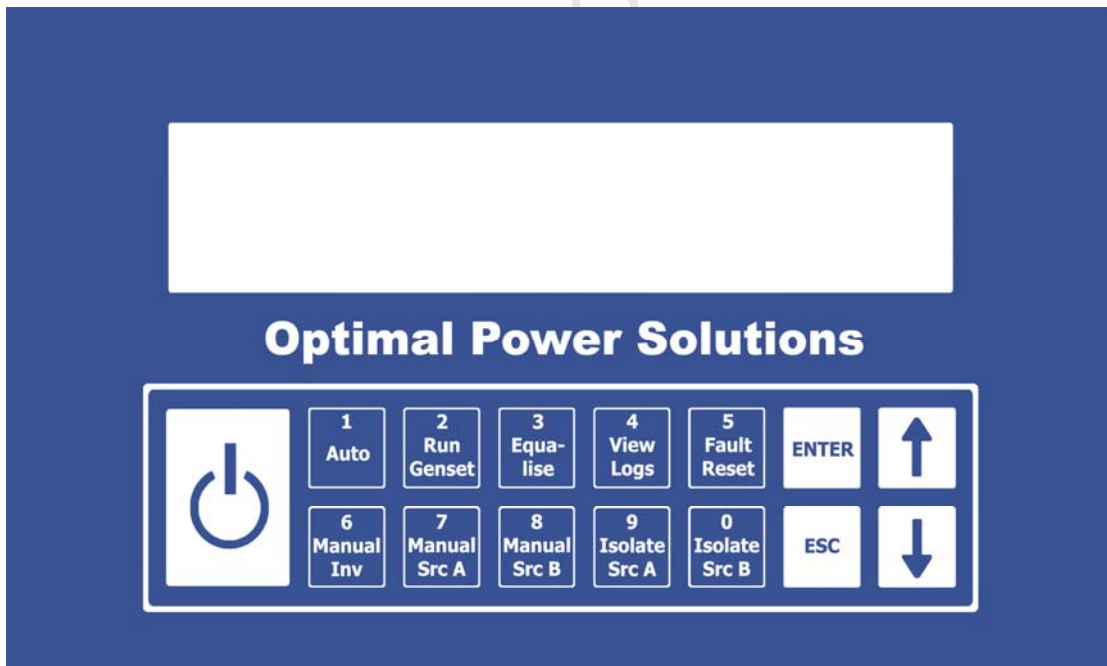 Optimal Power Solutions
1
Auto
2
Run
Genset
3
Equa-
lise
4
View
Logs
5
Fault
Reset
ENTER
6
Manual
Inv
7
Manual
Src A
8
Manual
Src B
9
Isolate
Src A
0
Isolate
Src B
ESC